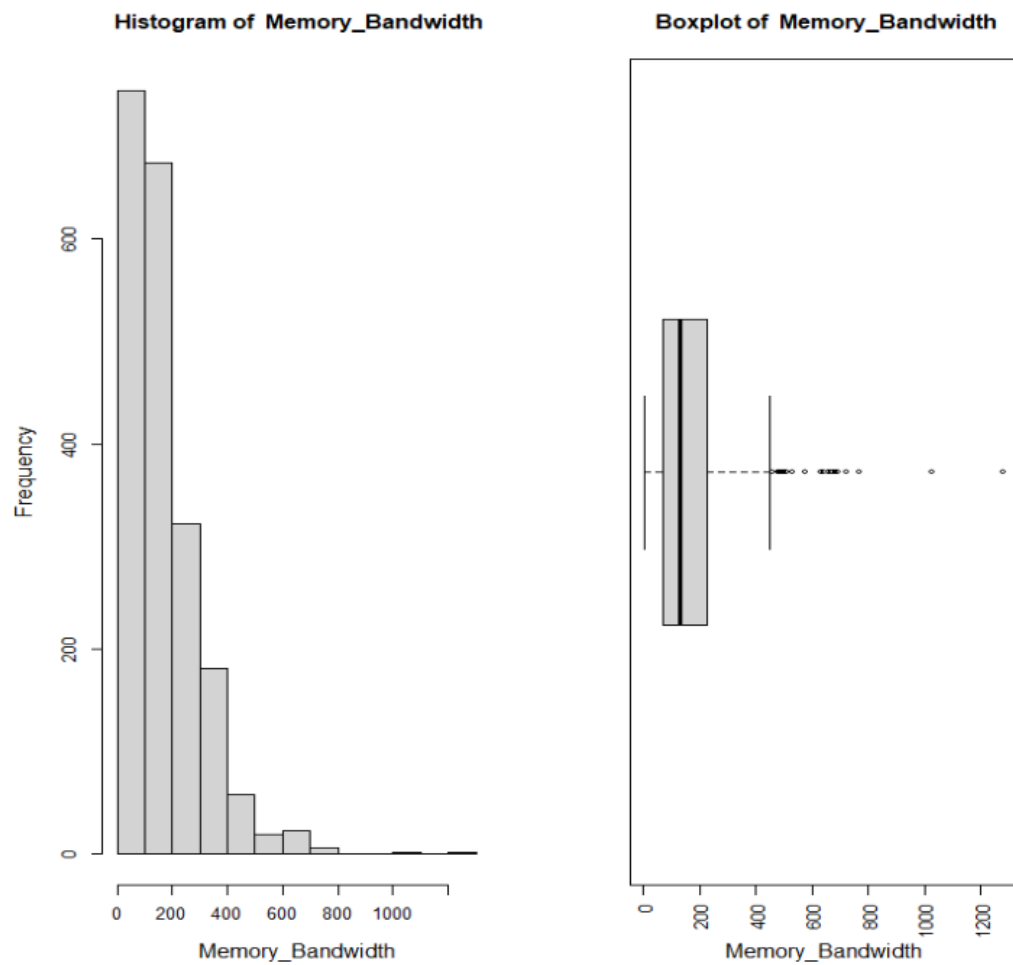 Histogram of Memory_Bandwidth
Frequency
0
200
400
600
0 200 400 600 800 1000
Memory_Bandwidth
Boxplot of Memory_Bandwidth
0 200 400 600 800 1000 1200
Memory_Bandwidth